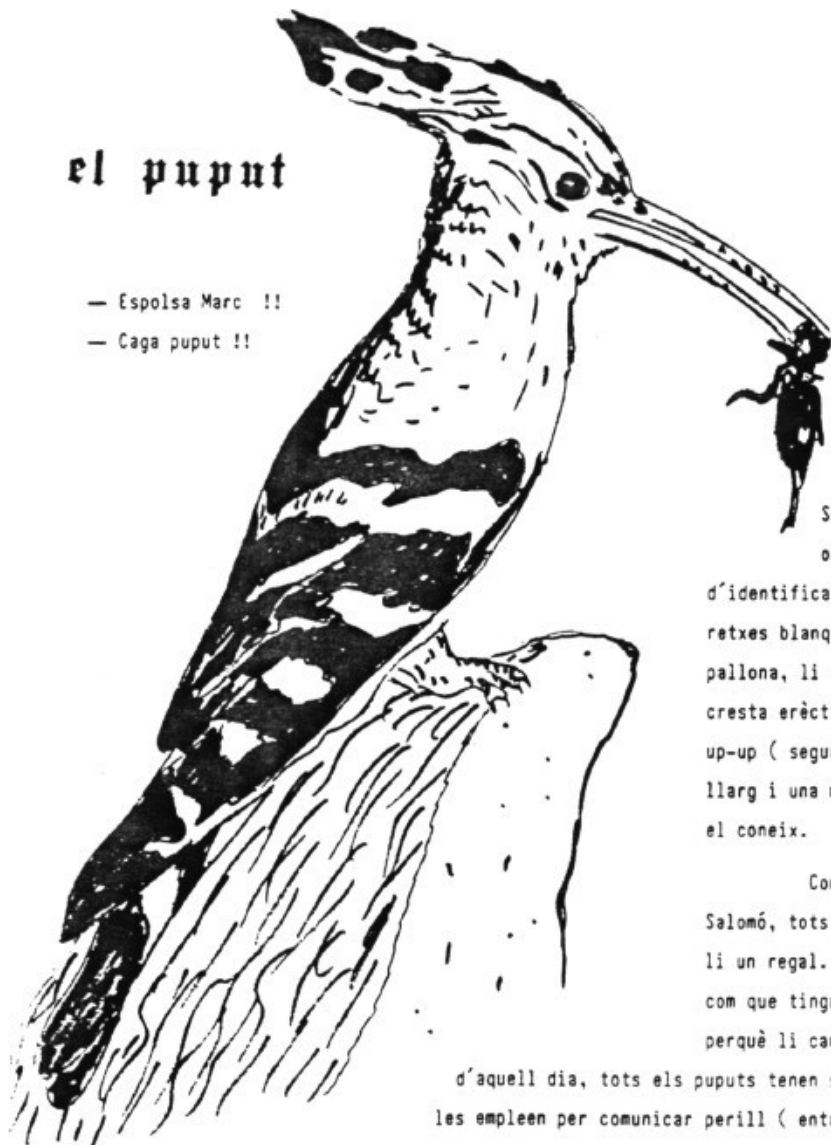 el puput
— Espolsa Marc !!
— Caga puput !!
d'identifica
retxes blanq
pallona, li
cresta erèct
up-up ( segu
llarg i una
el coneix.
Salomó, tots
li un regal.
com que tingu
perquè li cau
d'aquell dia, tots els puputs tenen
les empleen per comunicar perill ( ent